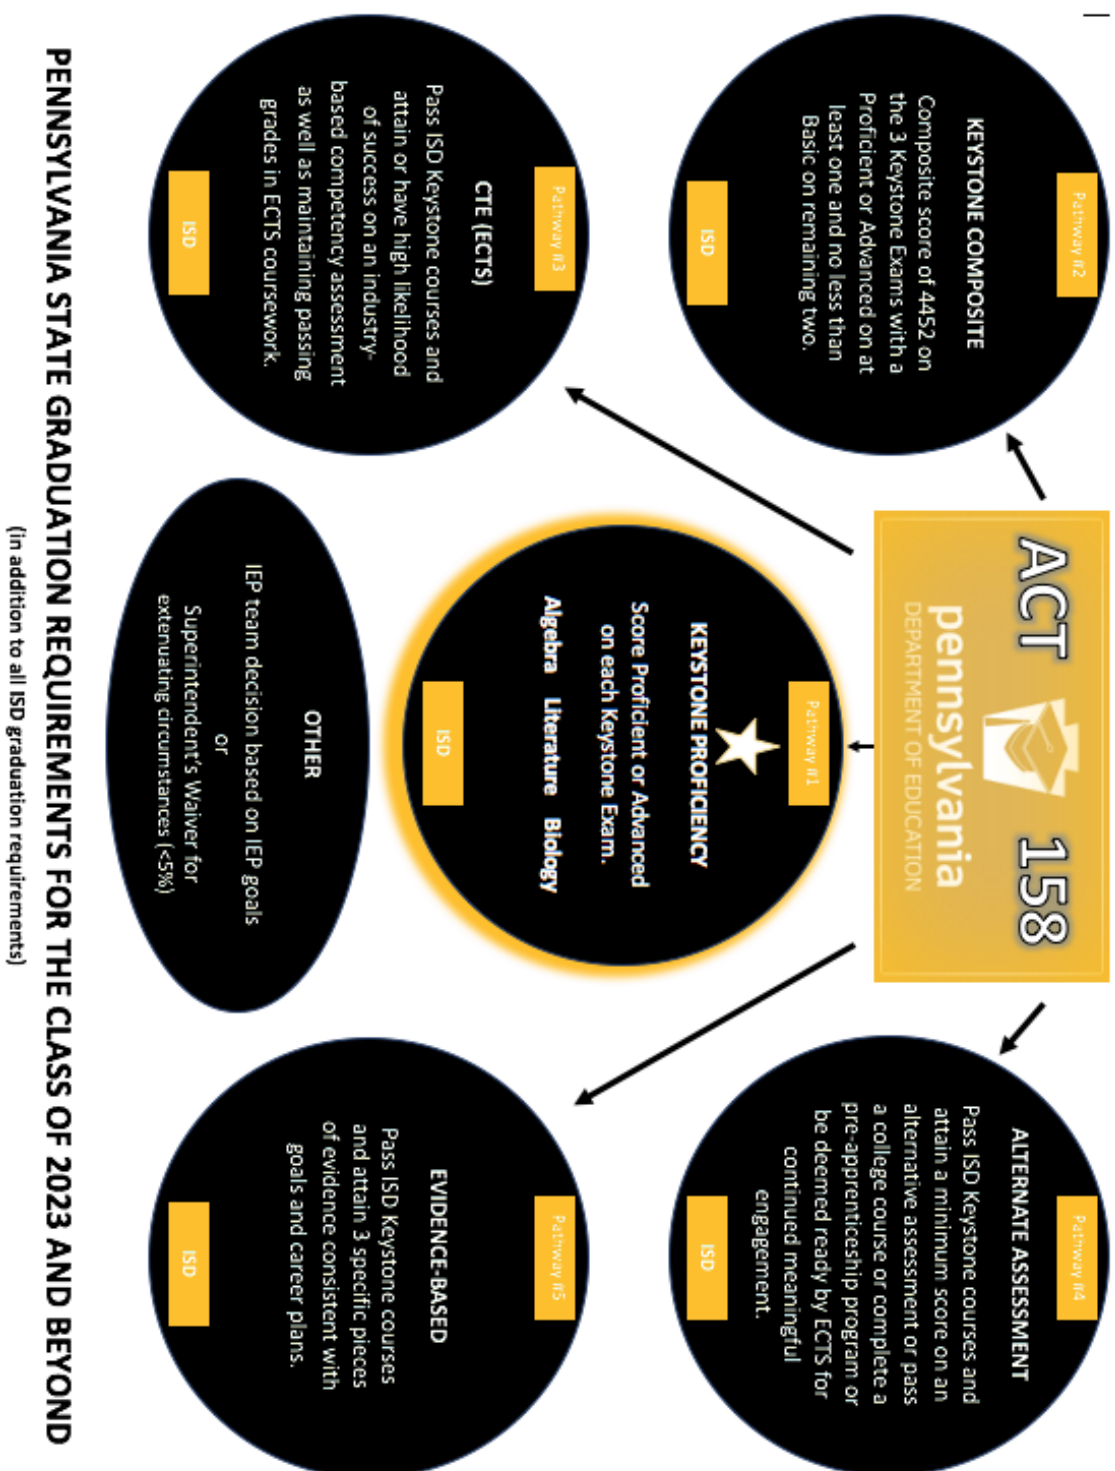 ACT 158
pennsylvania
DEPARTMENT OF EDUCATION
Pathway #1
KEYSTONE PROFICIENCY
Score Proficient or Advanced
on each Keystone Exam.
Algebra Literature Biology
ISD
Pathway #2
KEYSTONE COMPOSITE
Composite score of 4452 on
the 3 Keystone Exams with a
Proficient or Advanced on at
least one and no less than
Basic on remaining two.
ISD
Pathway #3
CTE (ECTS)
Pass ISD Keystone courses and
attain or have high likelihood
of success on an industry-
based competency assessment
as well as maintaining passing
grades in ECTS coursework.
ISD
Pathway #4
ALTERNATE ASSESSMENT
Pass ISD Keystone courses and
attain a minimum score on an
alternative assessment or pass
a college course or complete a
pre-apprenticeship program or
be deemed ready by ECTS for
continued meaningful
engagement.
ISD
Pathway #5
EVIDENCE-BASED
Pass ISD Keystone courses
and attain 3 specific pieces
of evidence consistent with
goals and career plans.
ISD
OTHER
IEP team decision based on IEP goals
or
Superintendent's Waiver for
extenuating circumstances (<5%)
PENNSYLVANIA STATE GRADUATION REQUIREMENTS FOR THE CLASS OF 2023 AND BEYOND
(in addition to all ISD graduation requirements)